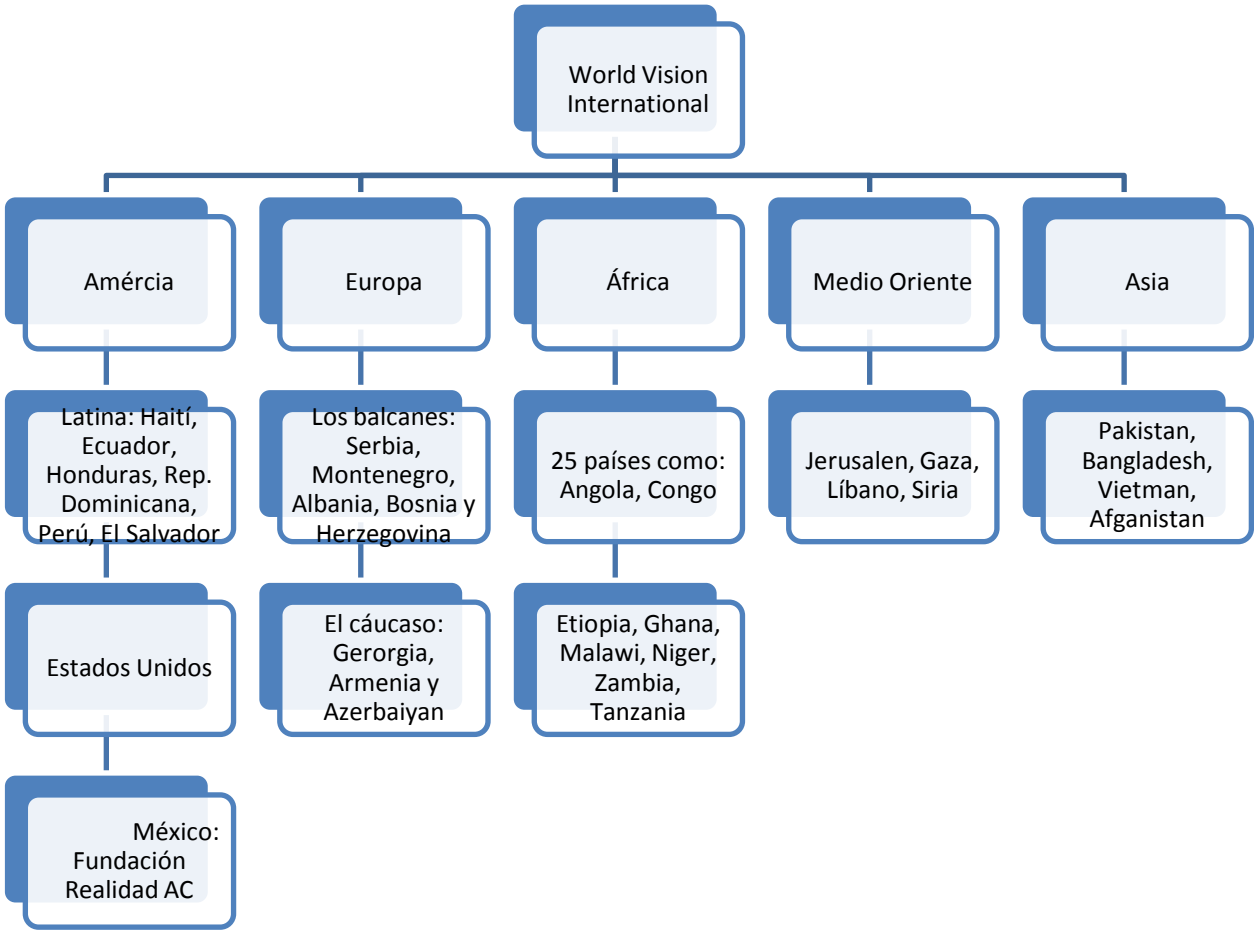 World Vision
International
Amércia
Europa
África
Medio Oriente
Asia
Latina: Haití,
Ecuador,
Honduras, Rep.
Dominicana,
Perú, El Salvador
Los balcanes:
Serbia,
Montenegro,
Albania, Bosnia y
Herzegovina
25 países como:
Angola, Congo
Jerusalen, Gaza,
Líbano, Siria
Pakistan,
Bangladesh,
Vietman,
Afganistan
Estados Unidos
El cáucaso:
Gerorgia,
Armenia y
Azerbaiyan
Etiopia, Ghana,
Malawi, Niger,
Zambia,
Tanzania
México:
Fundación
Realidad AC